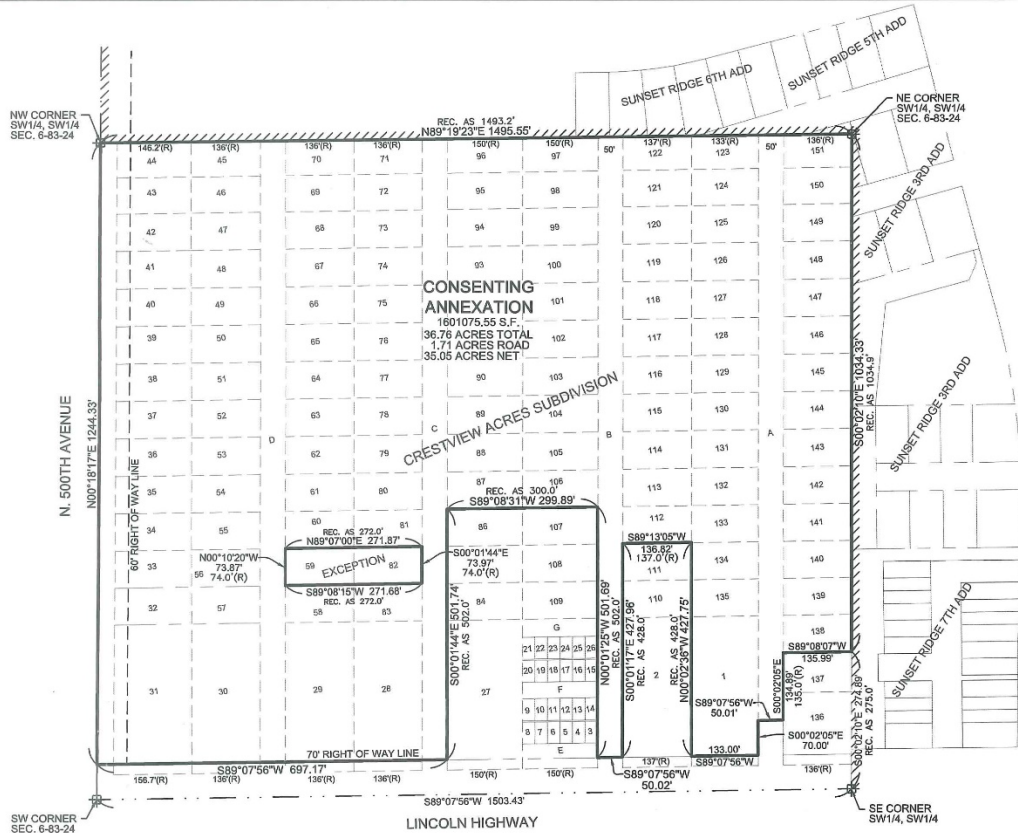 SUNSET RIDGE 6TH ADD
SUNSET RIDGE 5TH ADD
NW CORNER
SW1/4, SW1/4
SEC. 6-83-24
REC. AS 1493.2'
N89°19'23"E 1495.55'
NE CORNER
SW1/4, SW1/4
SEC. 6-83-24
146.2'(R) 136'(R) 136'(R) 136'(R) 150'(R) 150'(R) 50' 137'(R) 133'(R) 50' 136'(R)
44 45 70 71 96 97 122 123 151
43 46 69 72 95 98 121 124 150
42 47 68 73 94 99 120 125 149
41 48 67 74 93 100 119 126 148
SUNSET RIDGE 3RD ADD
CONSENTING
ANNEXATION
1601075.55 S.F.
36.76 ACRES TOTAL
1.71 ACRES ROAD
35.05 ACRES NET
40 49 66 75 101 118 127 147
39 50 65 76 102 117 128 146
38 51 64 77 90 103 116 129 145
37 52 63 78 89 104 115 130 144
36 53 D 62 79 C 88 105 B 114 131 A 143
35 54 61 80 87 106 113 132 142
CRESTVIEW ACRES SUBDIVISION
S00°02'10"E 1034.33'
REC. AS 1034.9'
SUNSET RIDGE 3RD ADD
N. 500TH AVENUE
N00°18'17"E 1244.33'
60' RIGHT OF WAY LINE
REC. AS 300.0'
S89°08'31"W 299.89'
34 55 60 81 86 107 112 133 141
REC. AS 272.0'
N89°07'00"E 271.87'
S89°13'05"W
136.82'
137.0'(R)
N00°10'20"W
73.87'
74.0'(R)
S00°01'44"E
73.97'
74.0'(R)
33 56 59 EXCEPTION 82 108 111 134 140
S89°08'15"W 271.68'
REC. AS 272.0'
32 57 58 83 84 109 110 135 139
S00°01'44"E 501.74'
REC. AS 502.0'
N00°01'25"W 501.69'
REC. AS 502.0'
S00°01'17"E 427.96'
REC. AS 428.0'
REC. AS 428.0'
N00°02'35"W 427.75'
G
138
21 22 23 24 25 26
20 19 18 17 16 15
F
9 10 11 12 13 14
8 7 6 5 4 3
E
31 30 29 28 27 2 1 137
136
S89°08'07"W
135.99'
S00°02'05"E
134.89'
135.0'(R)
S89°07'56"W
50.01'
S00°02'05"E
70.00'
S00°02'10"E 274.89'
REC. AS 275.0'
SUNSET RIDGE 7TH ADD
70' RIGHT OF WAY LINE
S89°07'56"W 697.17'
133.00'
S89°07'56"W
156.7'(R) 136'(R) 136'(R) 136'(R) 150'(R) 150'(R) 137'(R) 136'(R)
S89°07'56"W
50.02'
S89°07'56"W 1503.43'
SW CORNER
SEC. 6-83-24
LINCOLN HIGHWAY
SE CORNER
SW1/4, SW1/4